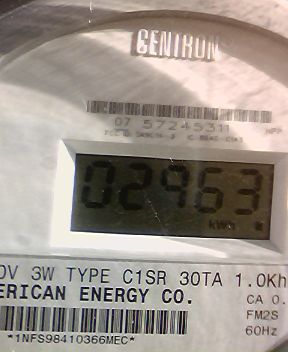 CENTRON
07 57245311
02963
kWh
0V 3W TYPE C1SR 30TA 1.0Kh
ERICAN ENERGY CO.
CA 0.
FM2S
60Hz
*1NFS98410366MEC*